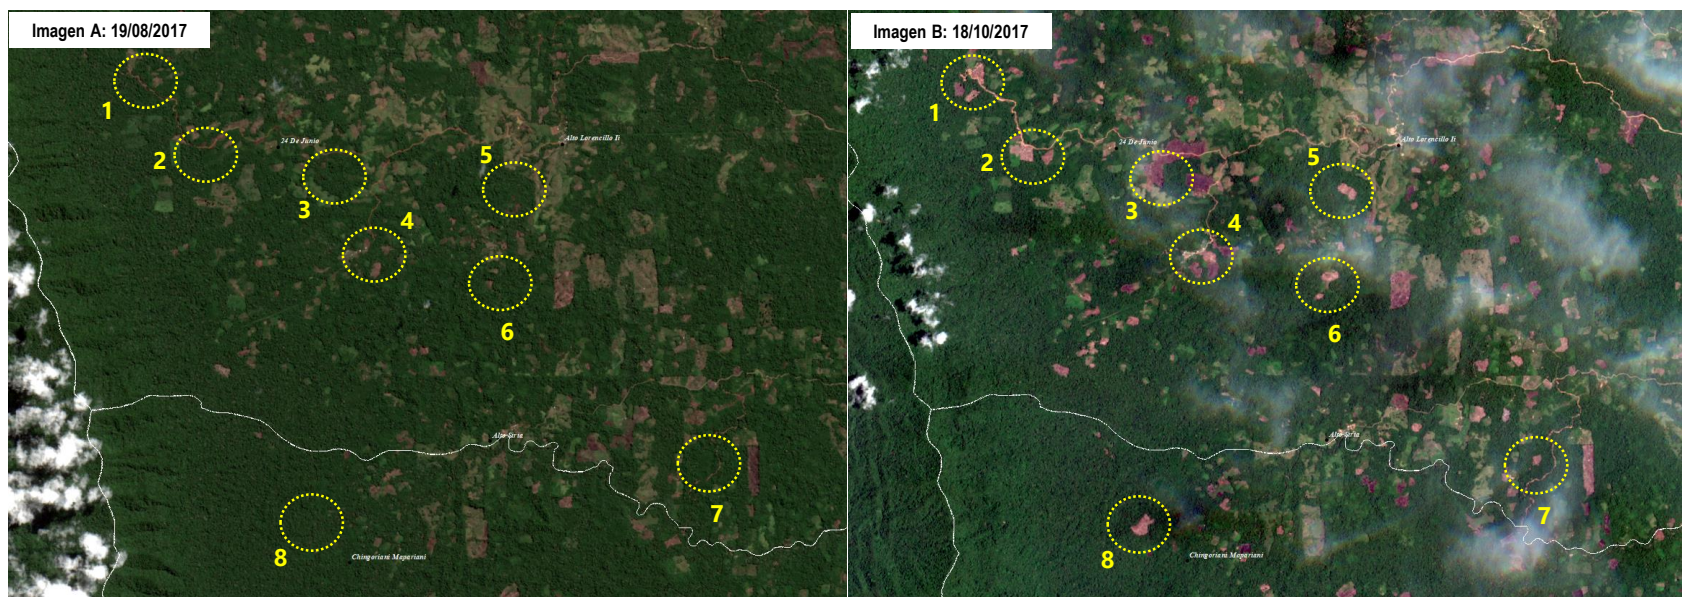 Imagen A: 19/08/2017
1
2
24 De Junio
Alto Lorencillo Ii
3
5
4
6
Alto Siria
7
8
Chingoriani Mapariani
Imagen B: 18/10/2017
1
2
24 De Junio
Alto Lorencillo Ii
3
5
4
6
Alto Siria
7
8
Chingoriani Mapariani